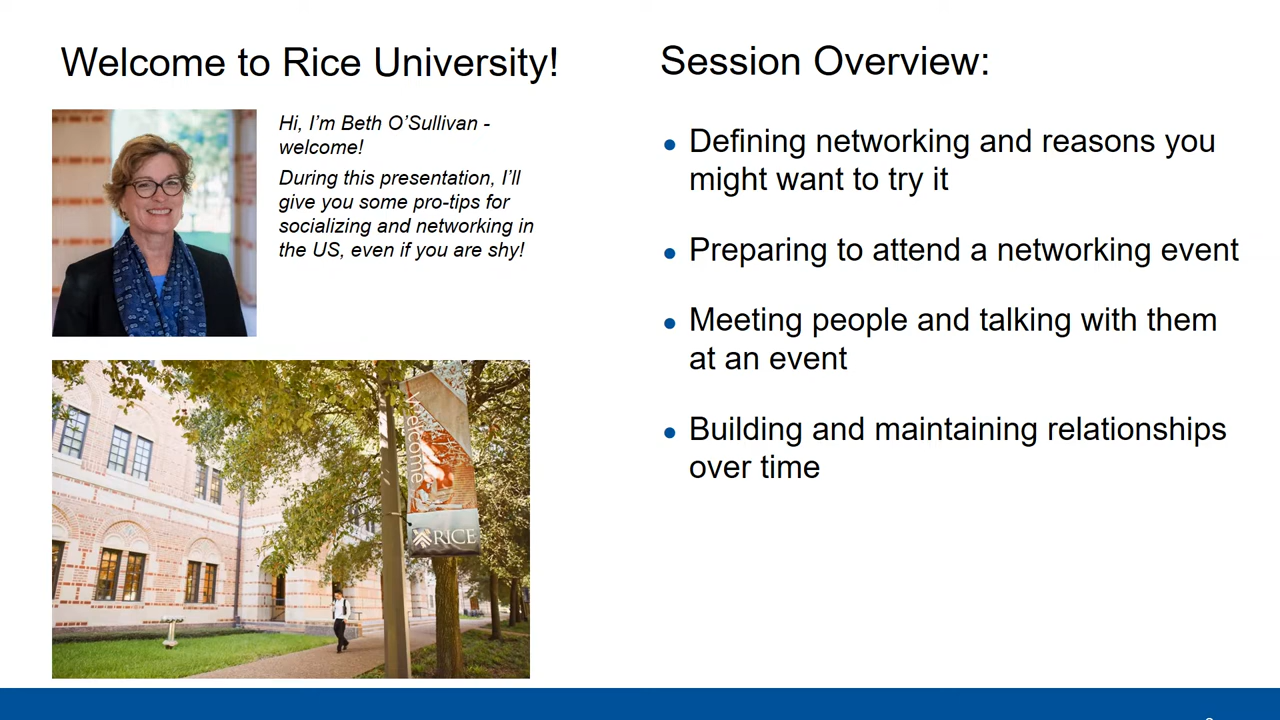 Welcome to Rice University!
Hi, I’m Beth O’Sullivan -
welcome!
During this presentation, I’ll
give you some pro-tips for
socializing and networking in
the US, even if you are shy!
Welcome
RICE
Session Overview:
• Defining networking and reasons you
might want to try it
• Preparing to attend a networking event
• Meeting people and talking with them
at an event
• Building and maintaining relationships
over time